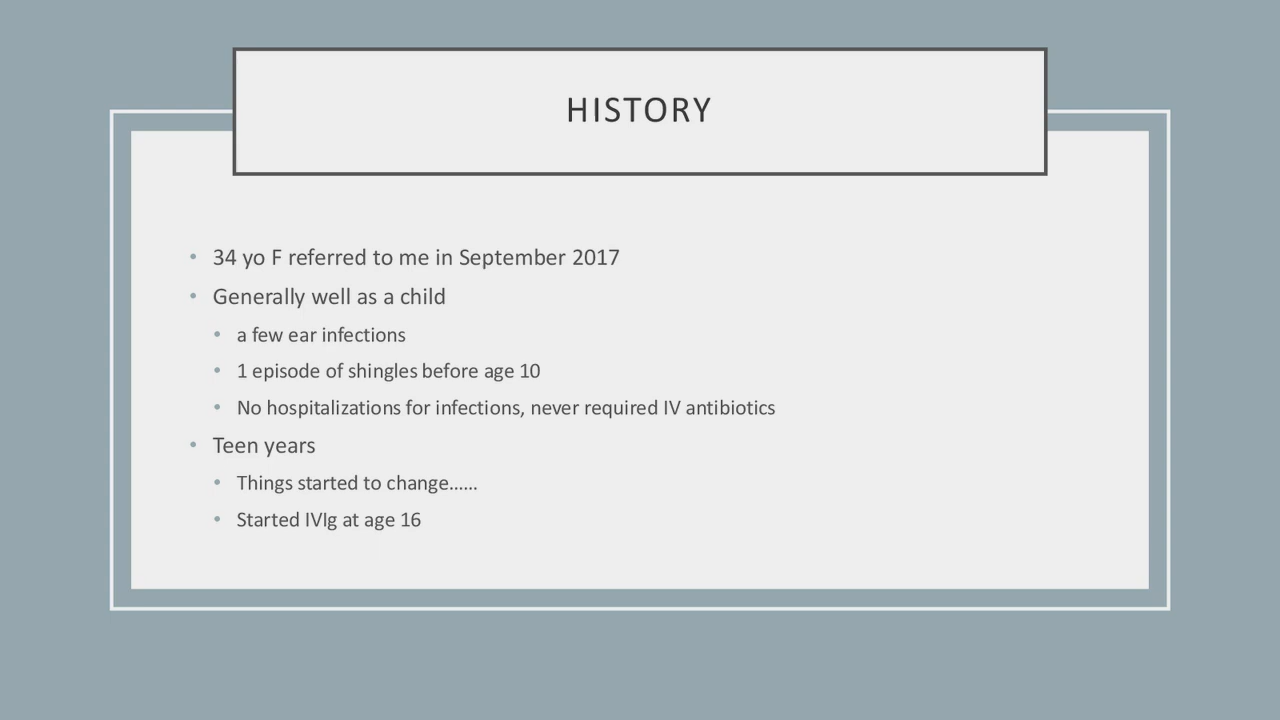 HISTORY
• 34 yo F referred to me in September 2017
• Generally well as a child
• a few ear infections
• 1 episode of shingles before age 10
• No hospitalizations for infections, never required IV antibiotics
• Teen years
• Things started to change......
• Started IVIg at age 16